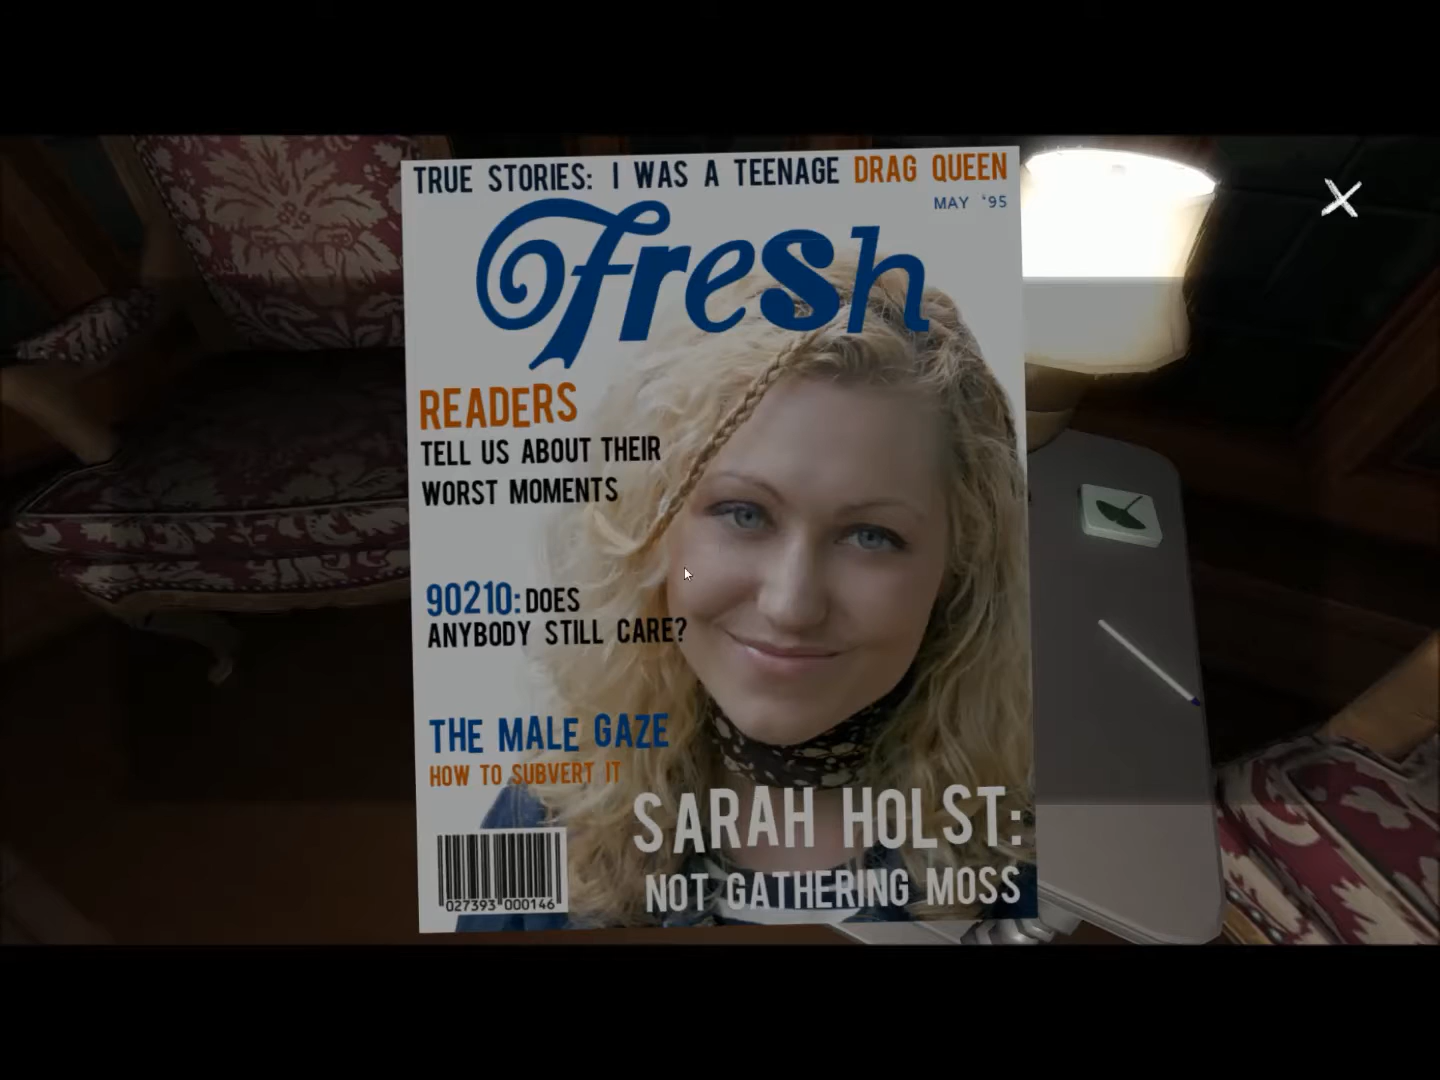 TRUE STORIES: I WAS A TEENAGE DRAG QUEEN
MAY '95
Fresh
READERS
TELL US ABOUT THEIR
WORST MOMENTS
90210: DOES
ANYBODY STILL CARE?
THE MALE GAZE
HOW TO SUBVERT IT
SARAH HOLST:
NOT GATHERING MOSS
027393 000146